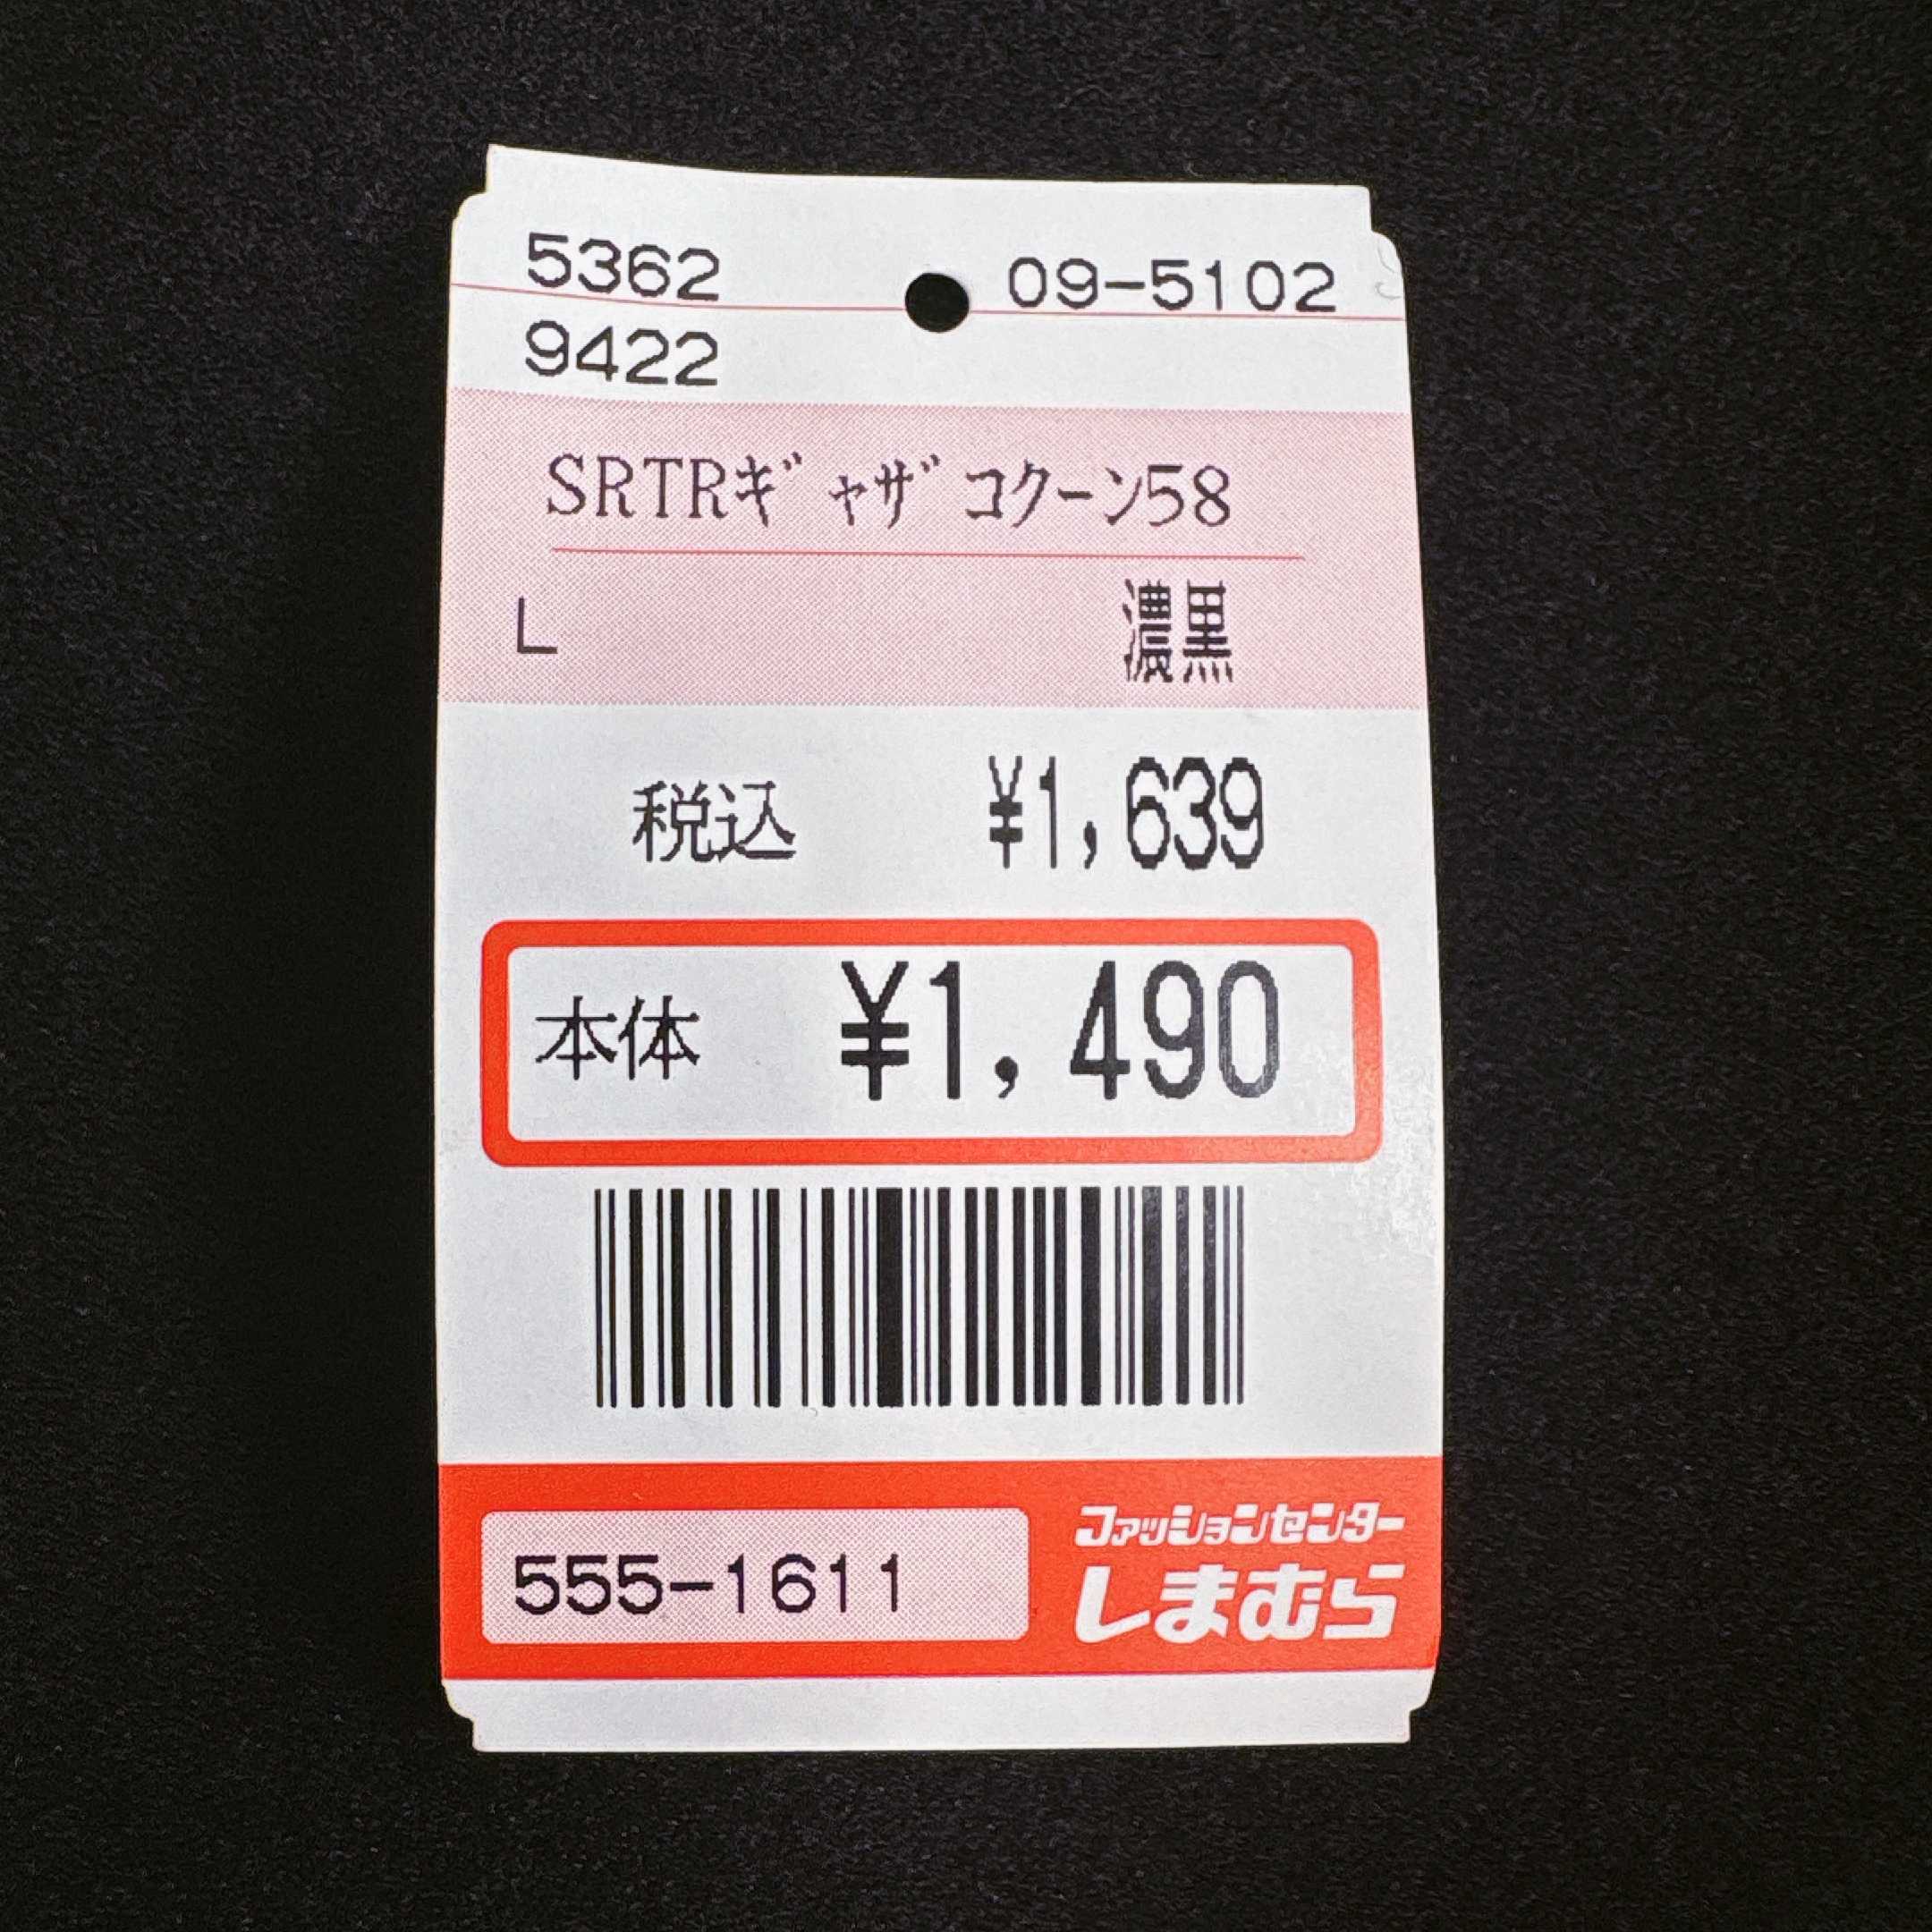 5362 09-5102
9422
SRTRｷﾞｬｻﾞｺｸｰﾝ58
L 濃黒
税込 ¥1,639
本体 ¥1,490
555-1611
ファッションセンター
しまむら